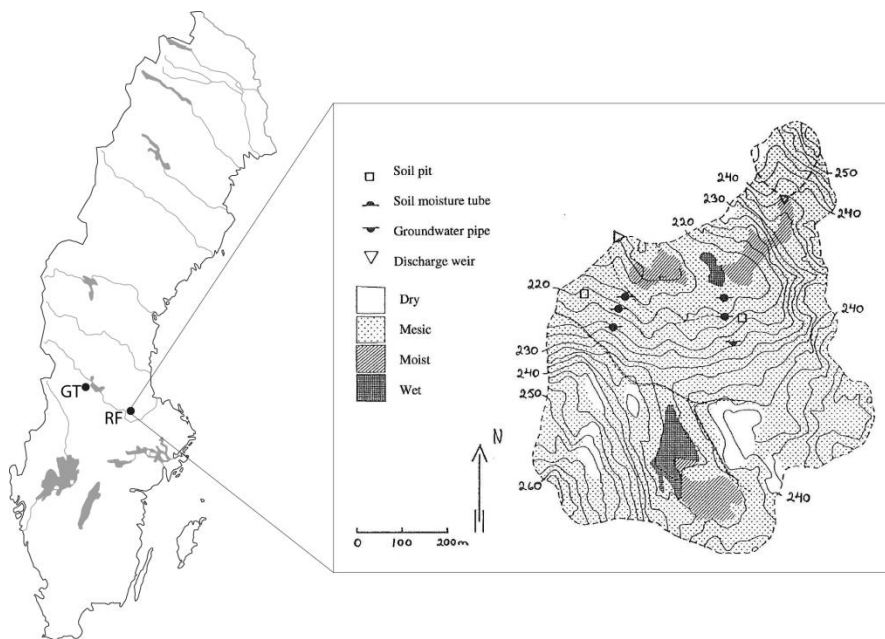 GT
RF
Soil pit
Soil moisture tube
Groundwater pipe
Discharge weir
Dry
Mesic
Moist
Wet
N
0 100 200m
240
250
230
240
220
220
240
230
240
250
260
240